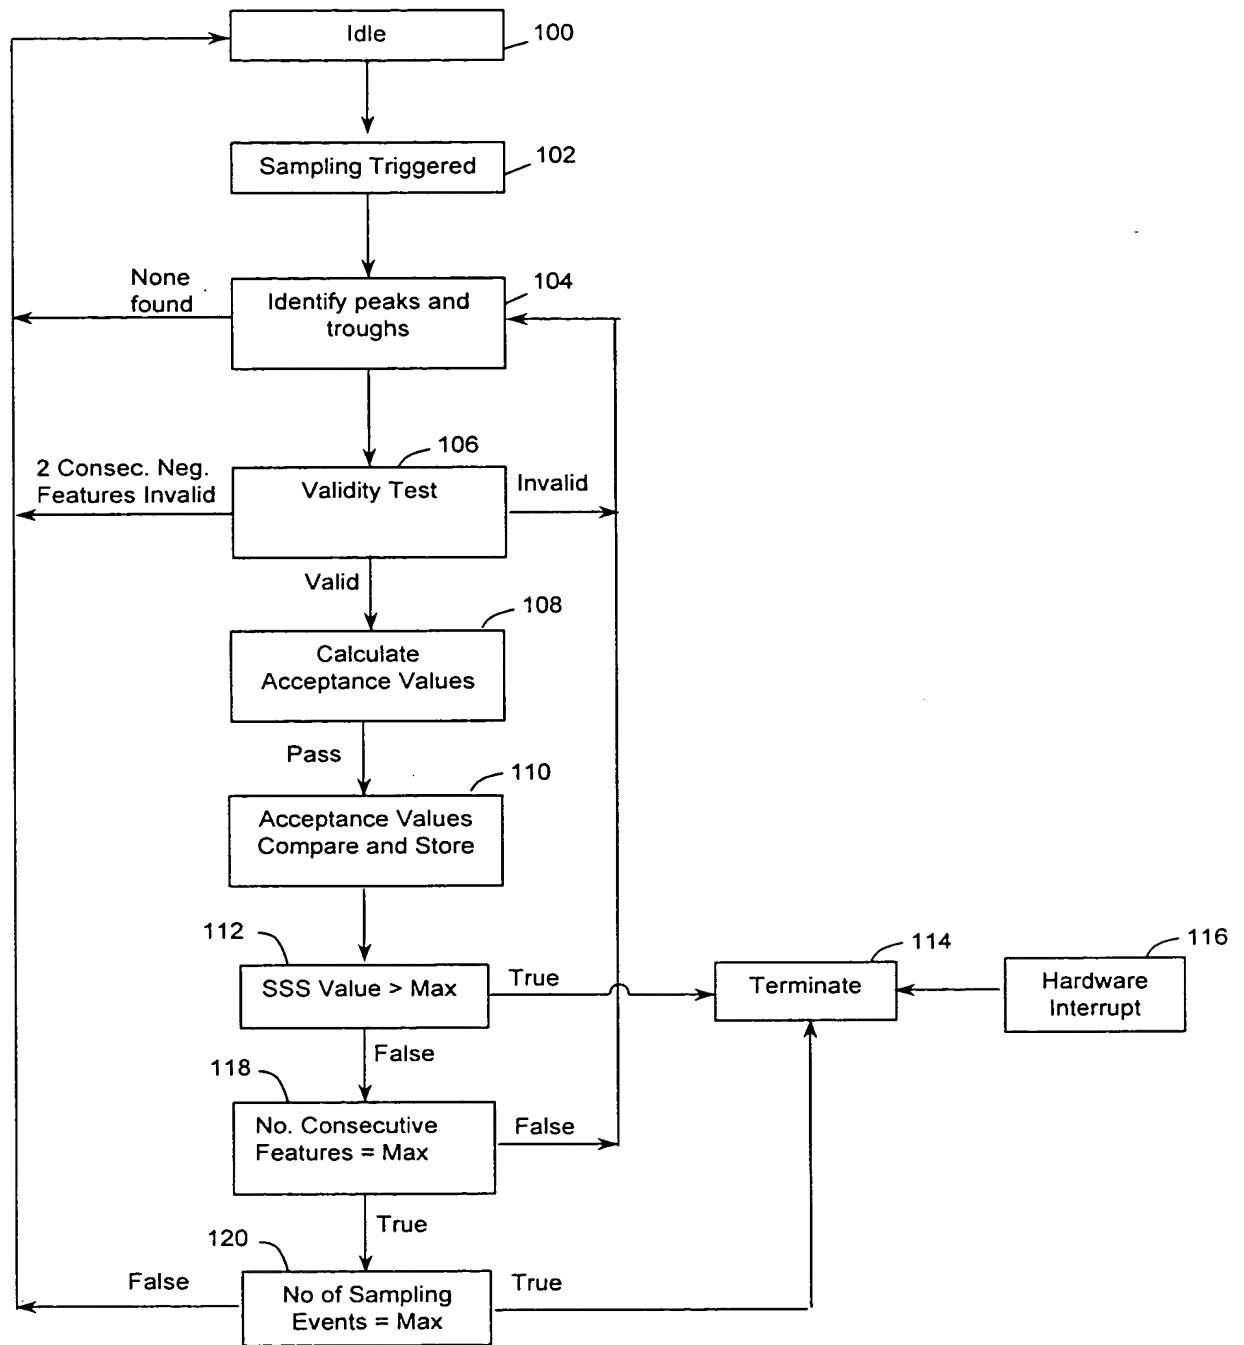 Idle
100
Sampling Triggered
102
None
found
Identify peaks and
troughs
104
2 Consec. Neg.
Features Invalid
106
Validity Test
Invalid
Valid
108
Calculate
Acceptance Values
Pass
110
Acceptance Values
Compare and Store
112
SSS Value > Max
True
114
Terminate
116
Hardware
Interrupt
False
118
No. Consecutive
Features = Max
False
True
120
False
No of Sampling
Events = Max
True